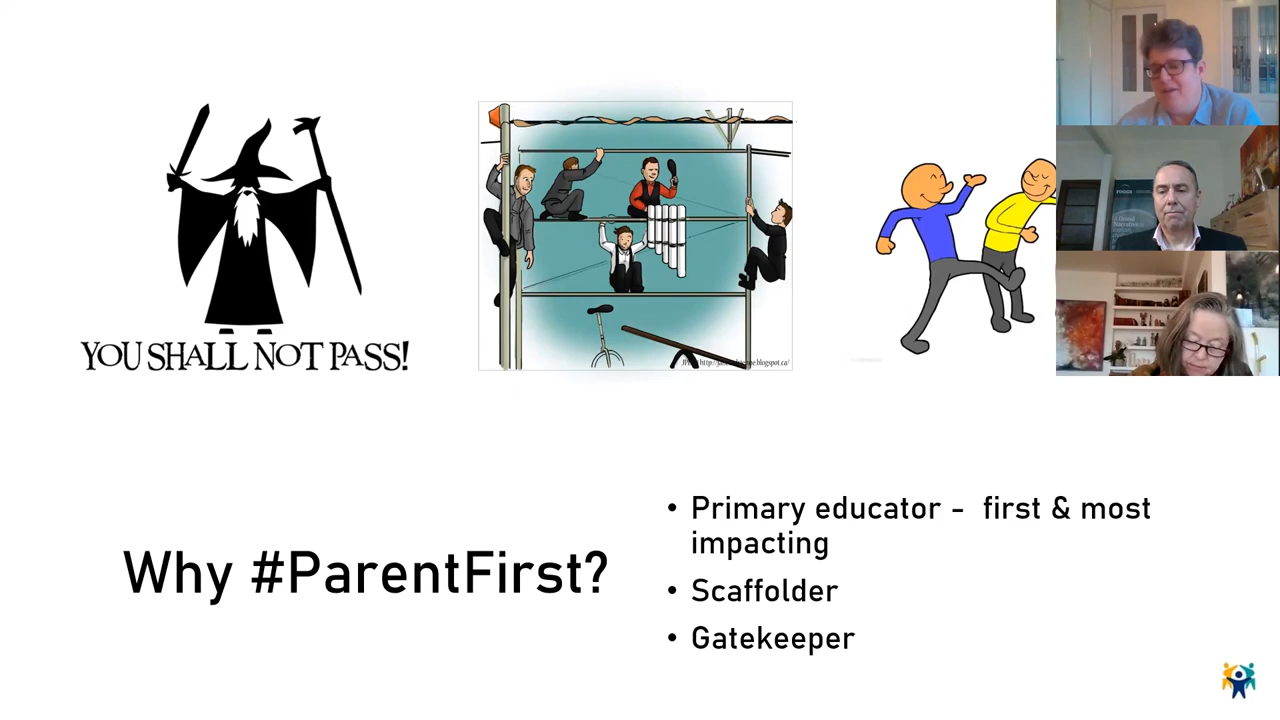 YOU SHALL NOT PASS!
Why #ParentFirst?
• Primary educator - first & most
impacting
• Scaffolder
• Gatekeeper